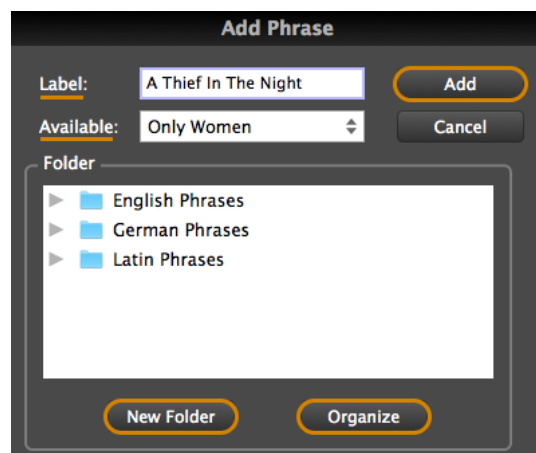 Add Phrase
Label: A Thief In The Night Add
Available: Only Women Cancel
Folder
English Phrases
German Phrases
Latin Phrases
New Folder Organize